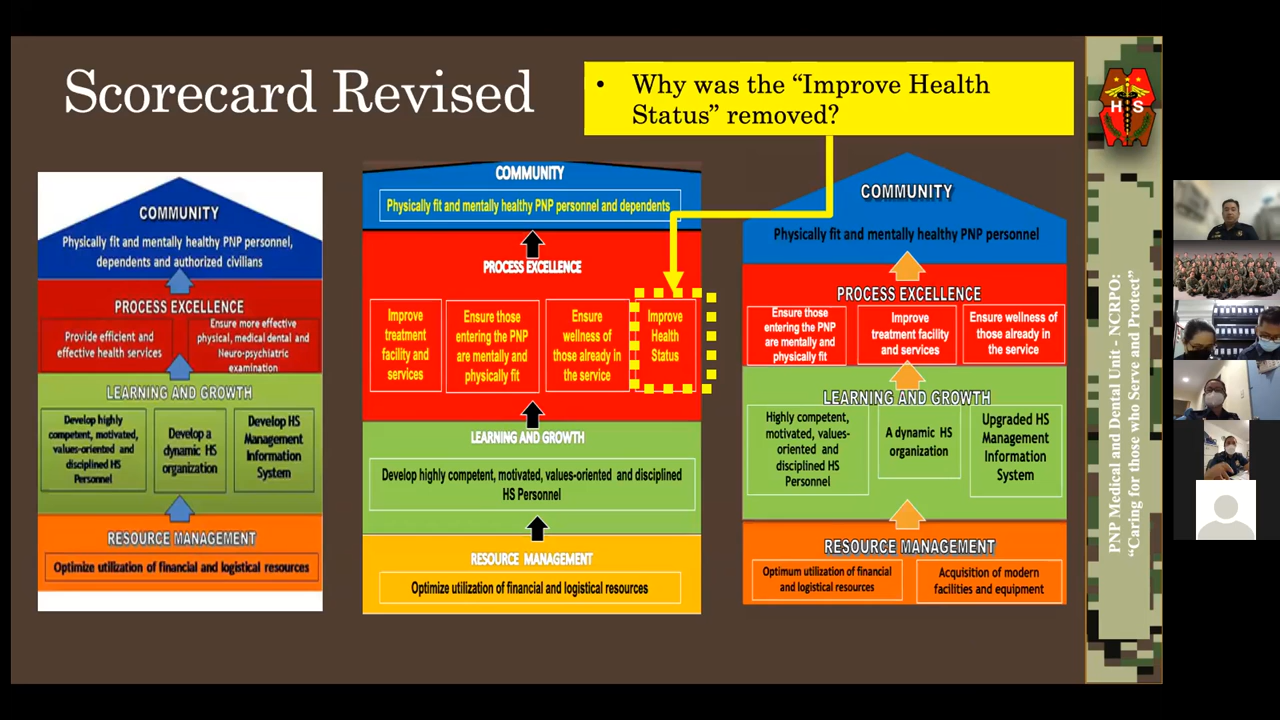 Scorecard Revised
• Why was the “Improve Health
Status” removed?
COMMUNITY
Physically fit and mentally healthy PNP personnel,
dependents and authorized civilians
PROCESS EXCELLENCE
Provide efficient and
effective health services
Ensure more effective
physical, medical dental and
Neuro-psychiatric
examination
LEARNING AND GROWTH
Develop highly
competent, motivated,
values-oriented and
disciplined HS
Personnel
Develop a
dynamic HS
organization
Develop HS
Management
Information
System
RESOURCE MANAGEMENT
Optimize utilization of financial and logistical resources
COMMUNITY
Physically fit and mentally healthy PNP personnel and dependents
PROCESS EXCELLENCE
Improve
treatment
facility and
services
Ensure those
entering the PNP
are mentally and
physically fit
Ensure
wellness of
those already in
the service
Improve
Health
Status
LEARNING AND GROWTH
Develop highly competent, motivated, values-oriented and disciplined
HS Personnel
RESOURCE MANAGEMENT
Optimize utilization of financial and logistical resources
COMMUNITY
Physically fit and mentally healthy PNP personnel
PROCESS EXCELLENCE
Ensure those
entering the PNP
are mentally and
physically fit
Improve
treatment facility
and services
Ensure wellness of
those already in
the service
LEARNING AND GROWTH
Highly competent,
motivated, values-
oriented and
disciplined HS
Personnel
A dynamic HS
organization
Upgraded HS
Management
Information
System
RESOURCE MANAGEMENT
Optimum utilization of financial
and logistical resources
Acquisition of modern
facilities and equipment
H S
PNP Medical and Dental Unit - NCRPO:
“Caring for those who Serve and Protect”